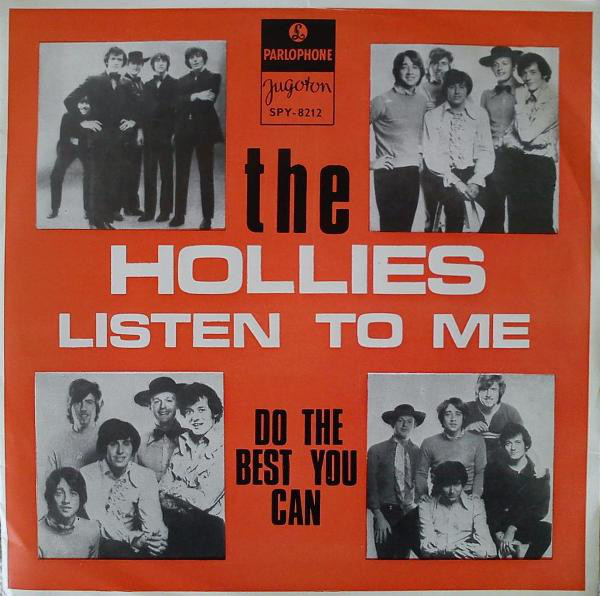 PARLOPHONE
Jugoton
SPY-8212
the
HOLLIES
LISTEN TO ME
DO THE
BEST YOU
CAN